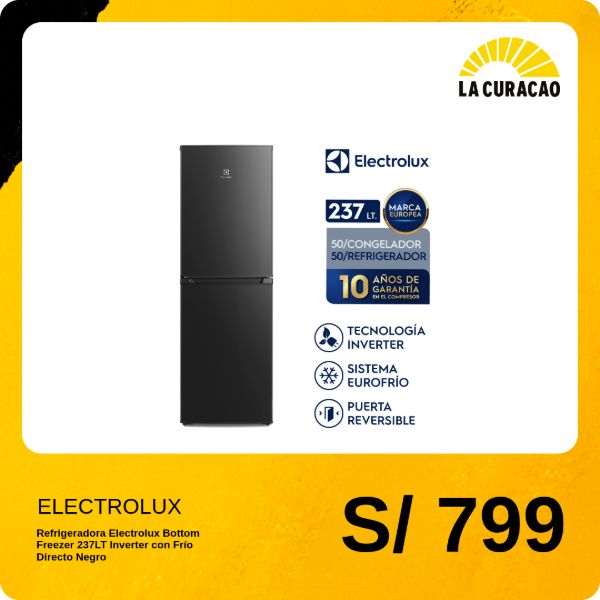 LA CURACAO
Electrolux
Electrolux
237 LT.
MARCA
EUROPEA
50/CONGELADOR
50/REFRIGERADOR
10 AÑOS DE
GARANTÍA
EN EL COMPRESOR
TECNOLOGÍA
INVERTER
SISTEMA
EUROFRÍO
PUERTA
REVERSIBLE
ELECTROLUX
Refrigeradora Electrolux Bottom
Freezer 237LT Inverter con Frío
Directo Negro
S/ 799